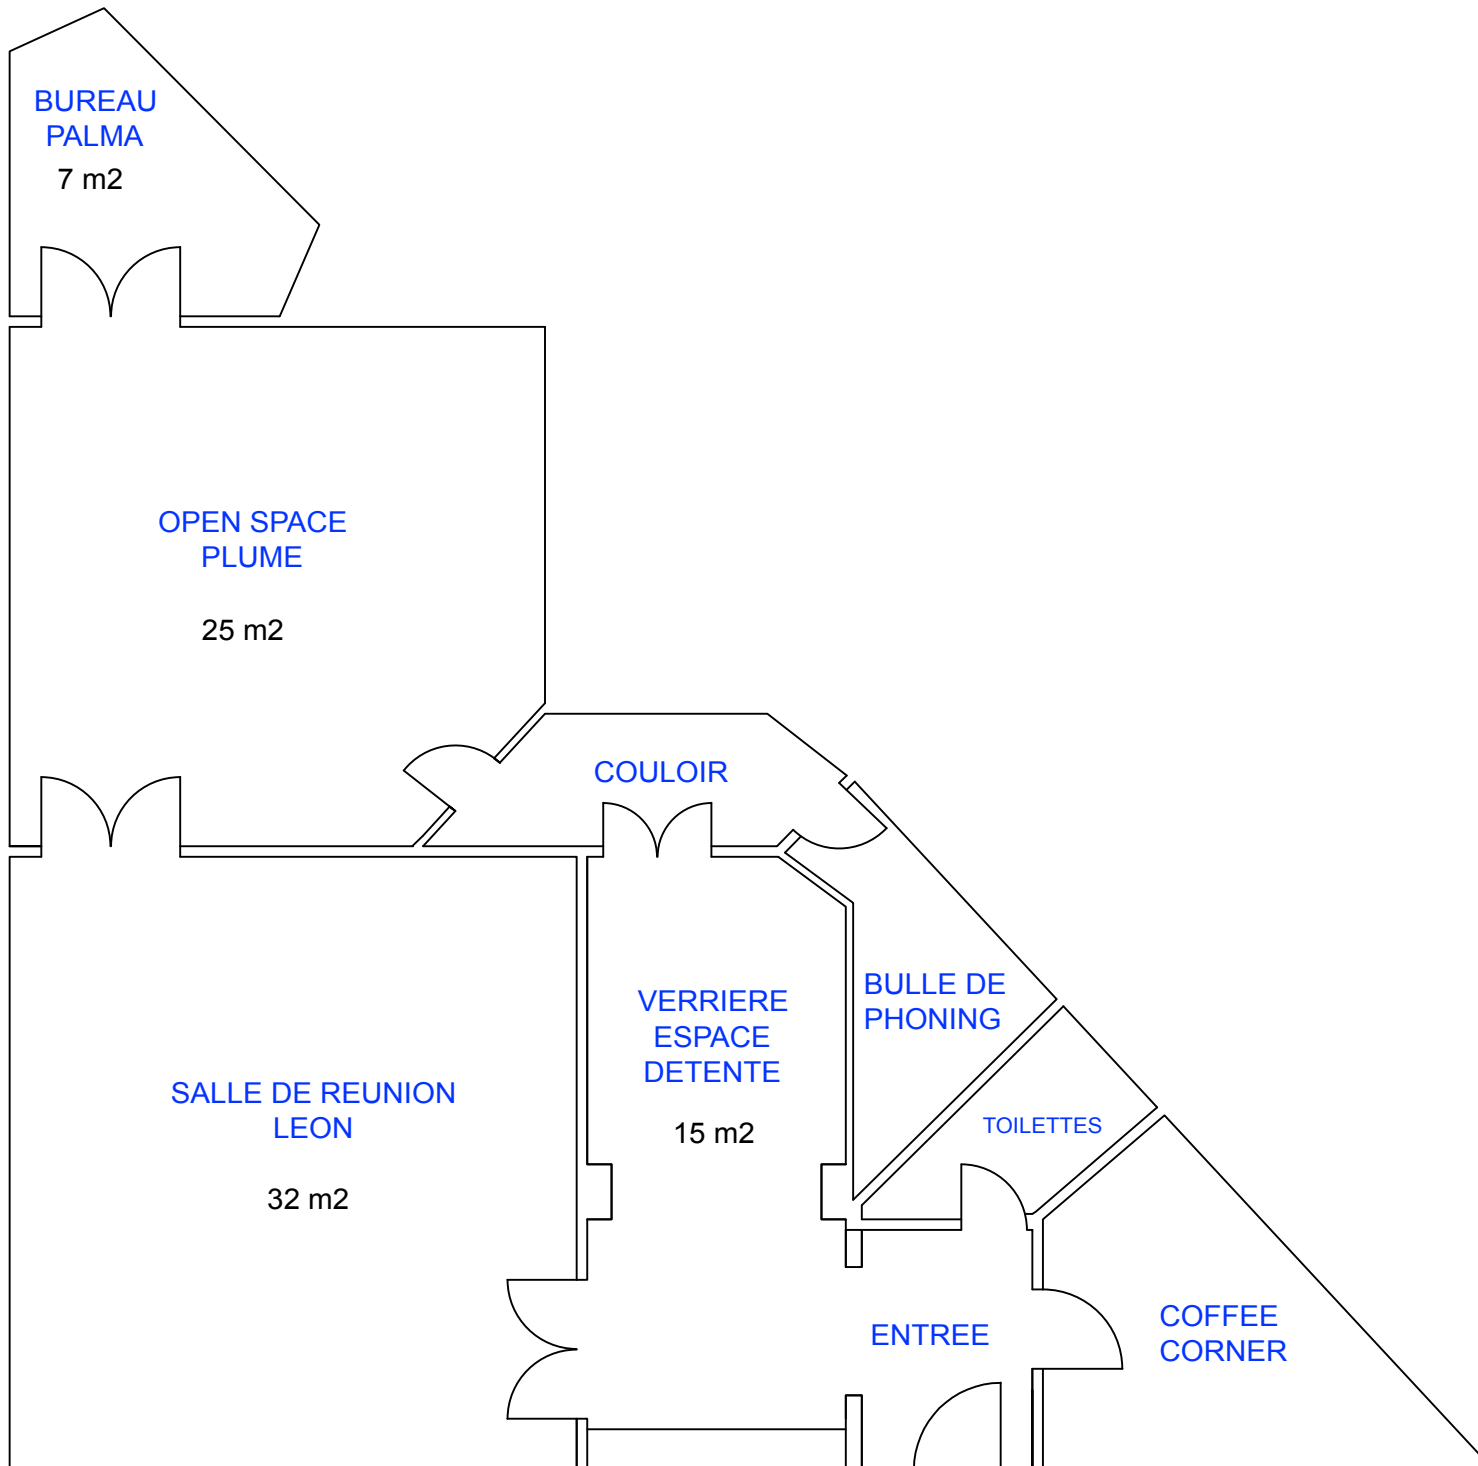 BUREAU
PALMA
7 m2
OPEN SPACE
PLUME
25 m2
COULOIR
BULLE DE
PHONING
VERRIERE
ESPACE
DETENTE
15 m2
SALLE DE REUNION
LEON
32 m2
TOILETTES
ENTREE
COFFEE
CORNER